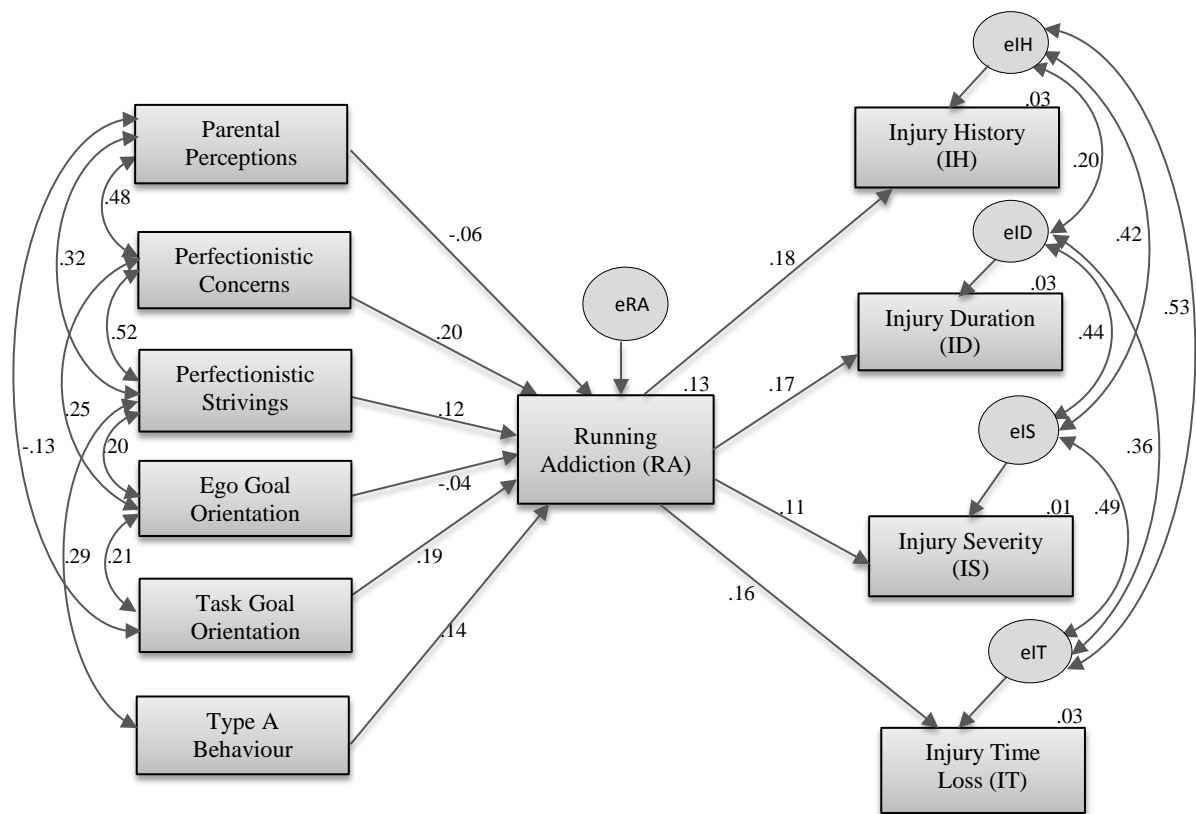 eIH
.03
Parental
Perceptions
Injury History
(IH)
.20
.48
-.06
eID
.42
.32
Perfectionistic
Concerns
.18
eRA
.03
.53
Injury Duration
(ID)
.52
.20
.44
Perfectionistic
Strivings
.13
.17
.12
.25
Running
Addiction (RA)
eIS
.36
-.13
.20
Ego Goal
Orientation
-.04
.11
.01
.49
Injury Severity
(IS)
.29
.21
.19
Task Goal
Orientation
.16
.14
eIT
Type A
Behaviour
.03
Injury Time
Loss (IT)